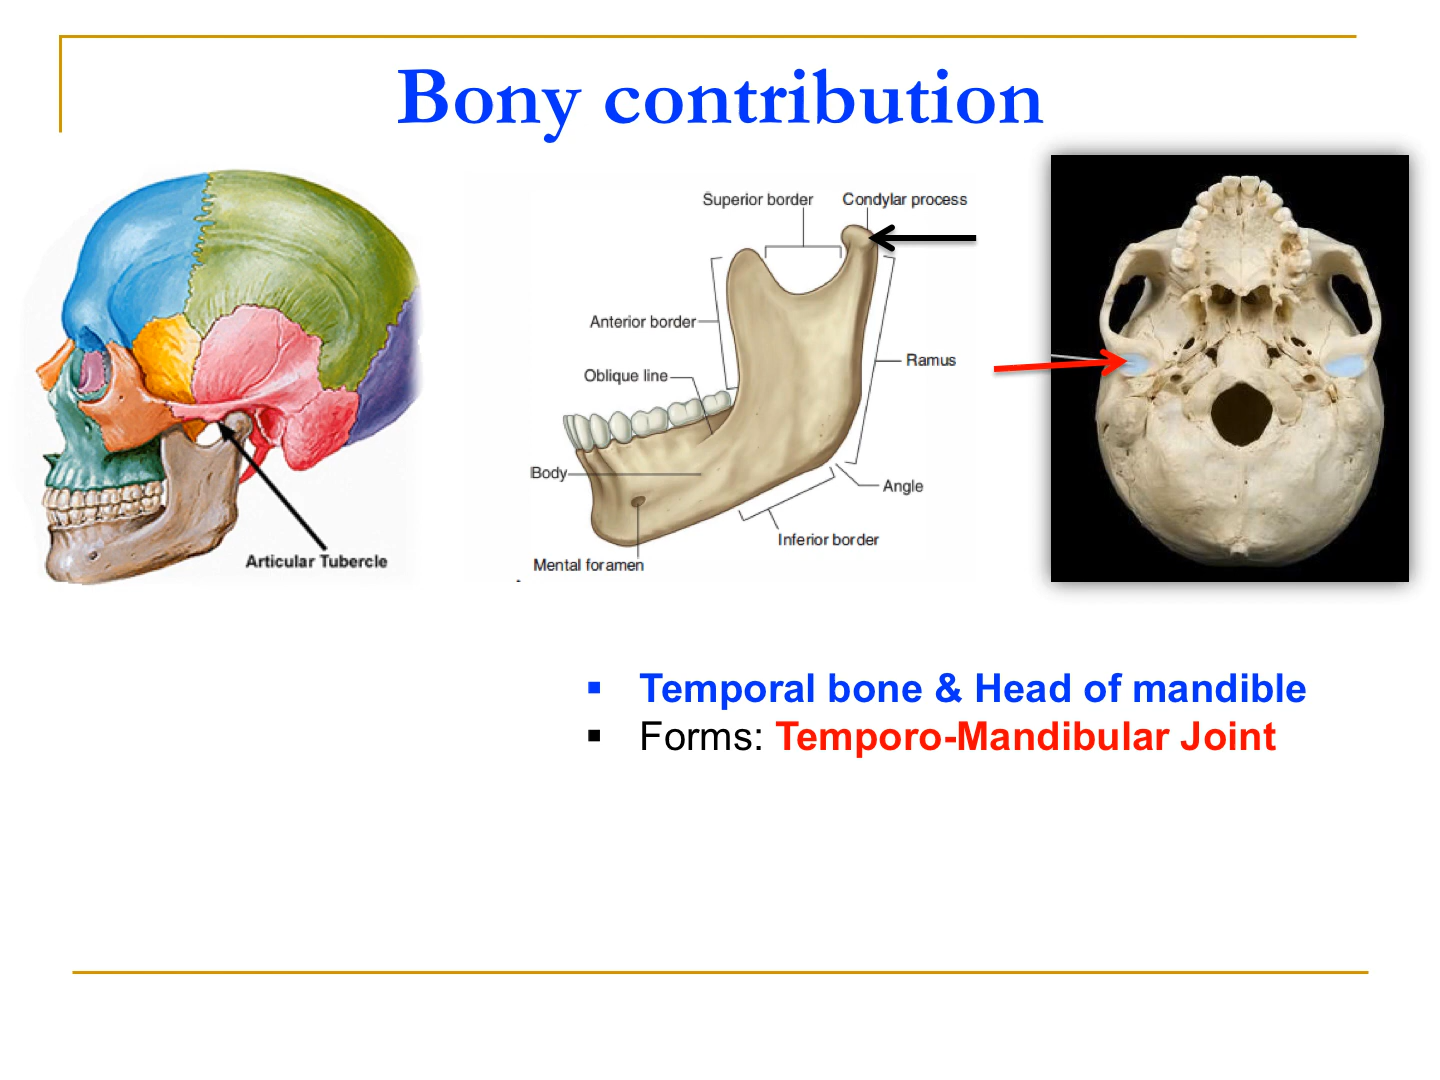 Bony contribution
Superior border
Condylar process
Anterior border
Oblique line
Ramus
Body
Angle
Inferior border
Mental foramen
Articular Tubercle
▪ Temporal bone & Head of mandible
▪ Forms: Temporo-Mandibular Joint